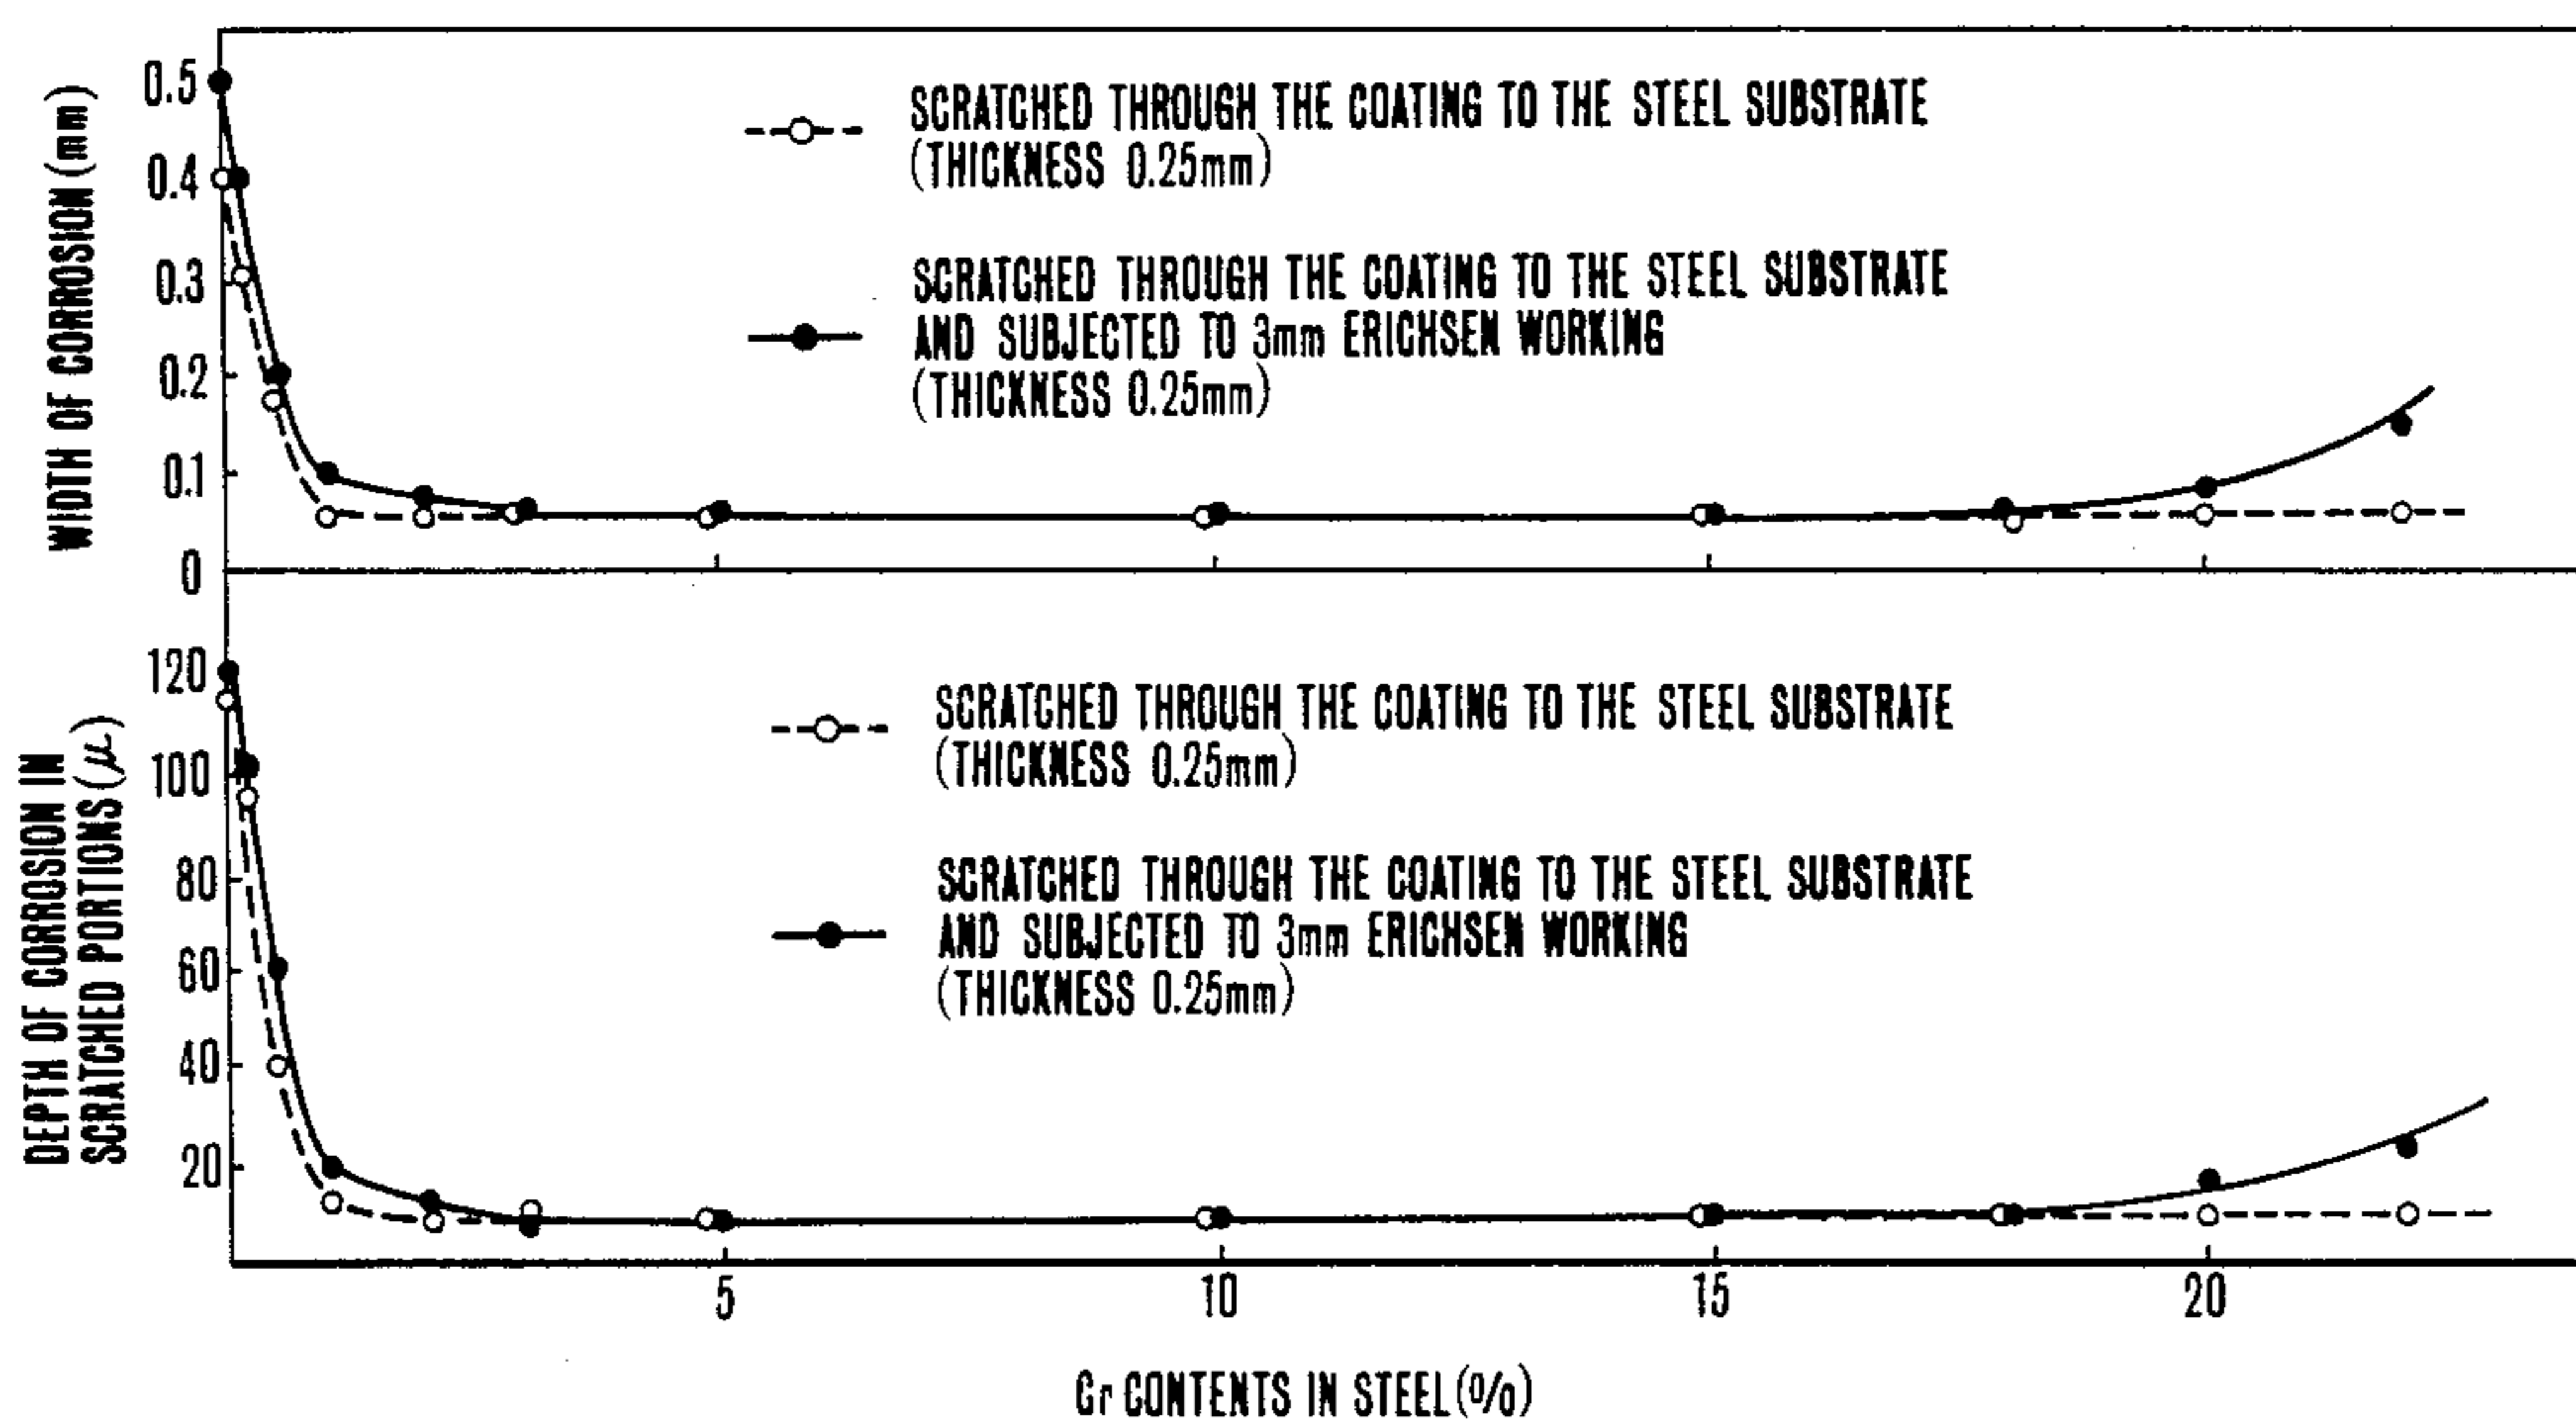 0.5
0.4
0.3
0.2
0.1
0
WIDTH OF CORROSION (mm)
SCRATCHED THROUGH THE COATING TO THE STEEL SUBSTRATE
(THICKNESS 0.25mm)
SCRATCHED THROUGH THE COATING TO THE STEEL SUBSTRATE
AND SUBJECTED TO 3mm ERICHSEN WORKING
(THICKNESS 0.25mm)
120
100
80
60
40
20
DEPTH OF CORROSION IN
SCRATCHED PORTIONS (μ)
SCRATCHED THROUGH THE COATING TO THE STEEL SUBSTRATE
(THICKNESS 0.25mm)
SCRATCHED THROUGH THE COATING TO THE STEEL SUBSTRATE
AND SUBJECTED TO 3mm ERICHSEN WORKING
(THICKNESS 0.25mm)
5 10 15 20
Cr CONTENTS IN STEEL (%)